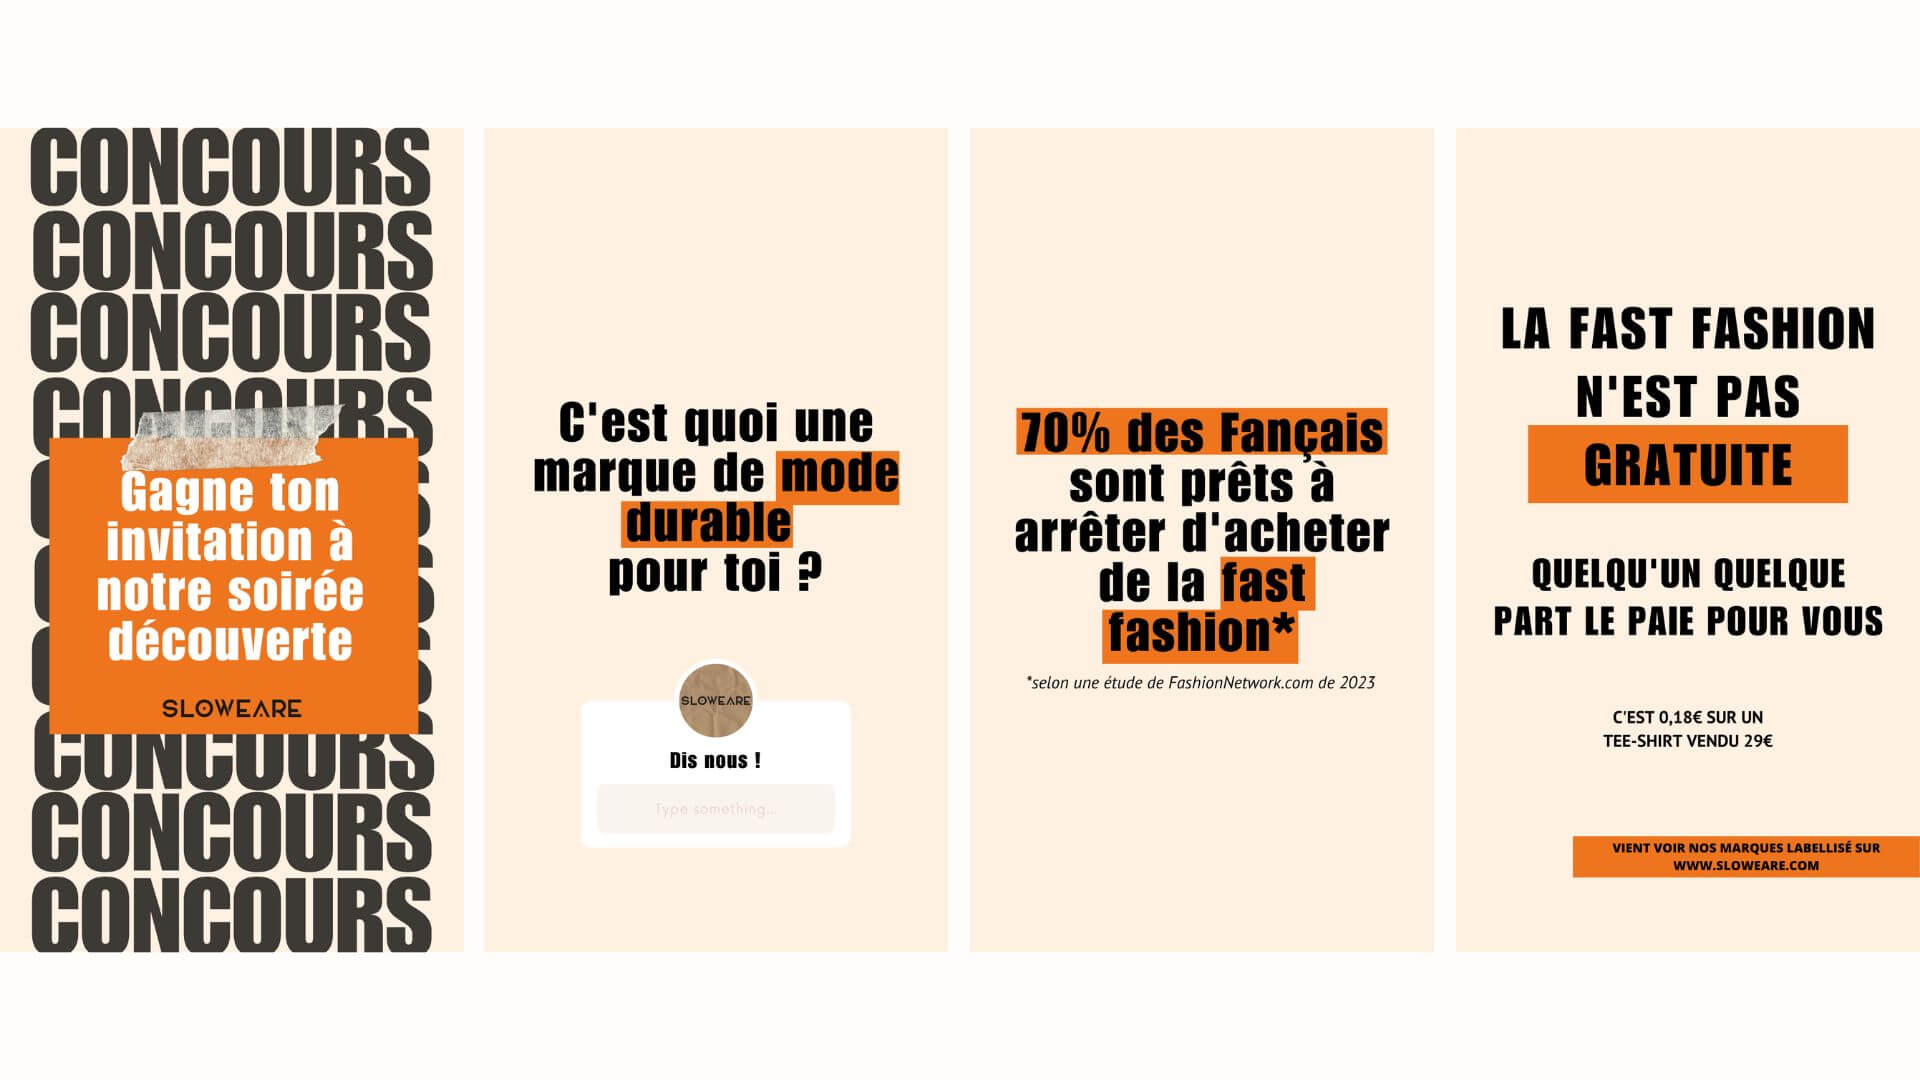 CONCOURS
CONCOURS
CONCOURS
CONCOURS
Gagne ton
invitation à
notre soirée
découverte
SLOWEARE
CONCOURS
CONCOURS
CONCOURS
C'est quoi une
marque de mode
durable
pour toi ?
SLOWEARE
Dis nous !
Type something...
70% des Fançais
sont prêts à
arrêter d'acheter
de la fast
fashion*
*selon une étude de FashionNetwork.com de 2023
LA FAST FASHION
N'EST PAS
GRATUITE
QUELQU'UN QUELQUE
PART LE PAIE POUR VOUS
C'EST 0,18€ SUR UN
TEE-SHIRT VENDU 29€
VIENT VOIR NOS MARQUES LABELLISÉ SUR
WWW.SLOWEARE.COM